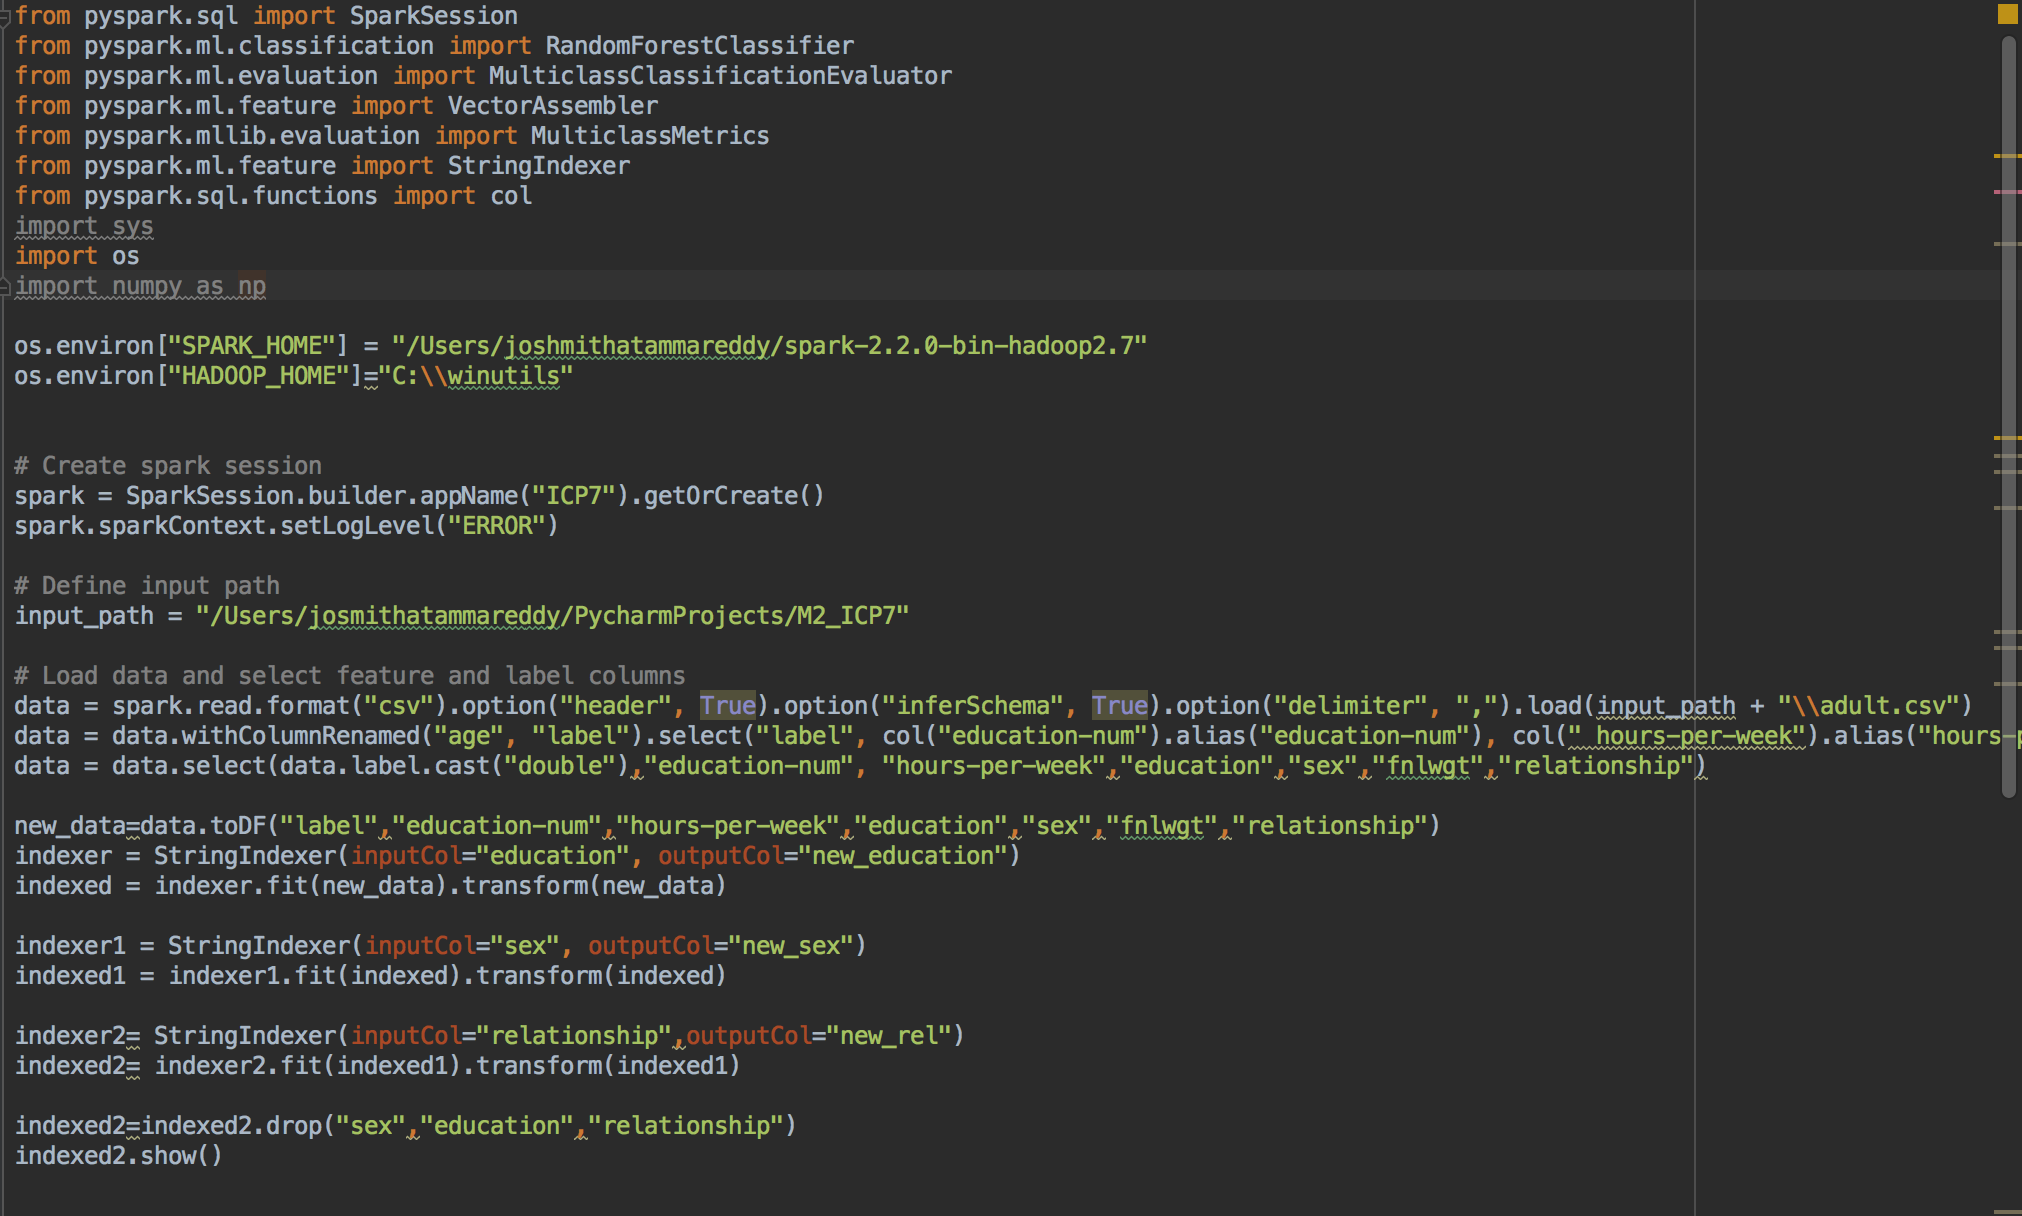 from pyspark.sql import SparkSession
from pyspark.ml.classification import RandomForestClassifier
from pyspark.ml.evaluation import MulticlassClassificationEvaluator
from pyspark.ml.feature import VectorAssembler
from pyspark.mllib.evaluation import MulticlassMetrics
from pyspark.ml.feature import StringIndexer
from pyspark.sql.functions import col
import sys
import os
import numpy as np
os.environ["SPARK_HOME"] = "/Users/joshmithatammareddy/spark-2.2.0-bin-hadoop2.7"
os.environ["HADOOP_HOME"]="C:\\winutils"
# Create spark session
spark = SparkSession.builder.appName("ICP7").getOrCreate()
spark.sparkContext.setLogLevel("ERROR")
# Define input path
input_path = "/Users/josmithatammareddy/PycharmProjects/M2_ICP7"
# Load data and select feature and label columns
data = spark.read.format("csv").option("header", True).option("inferSchema", True).option("delimiter", ",").load(input_path + "\\adult.csv")
data = data.withColumnRenamed("age", "label").select("label", col("education-num").alias("education-num"), col(" hours-per-week").alias("hours-p
data = data.select(data.label.cast("double"),"education-num", "hours-per-week","education","sex","fnlwgt","relationship")
new_data=data.toDF("label","education-num","hours-per-week","education","sex","fnlwgt","relationship")
indexer = StringIndexer(inputCol="education", outputCol="new_education")
indexed = indexer.fit(new_data).transform(new_data)
indexer1 = StringIndexer(inputCol="sex", outputCol="new_sex")
indexed1 = indexer1.fit(indexed).transform(indexed)
indexer2= StringIndexer(inputCol="relationship",outputCol="new_rel")
indexed2= indexer2.fit(indexed1).transform(indexed1)
indexed2=indexed2.drop("sex","education","relationship")
indexed2.show()